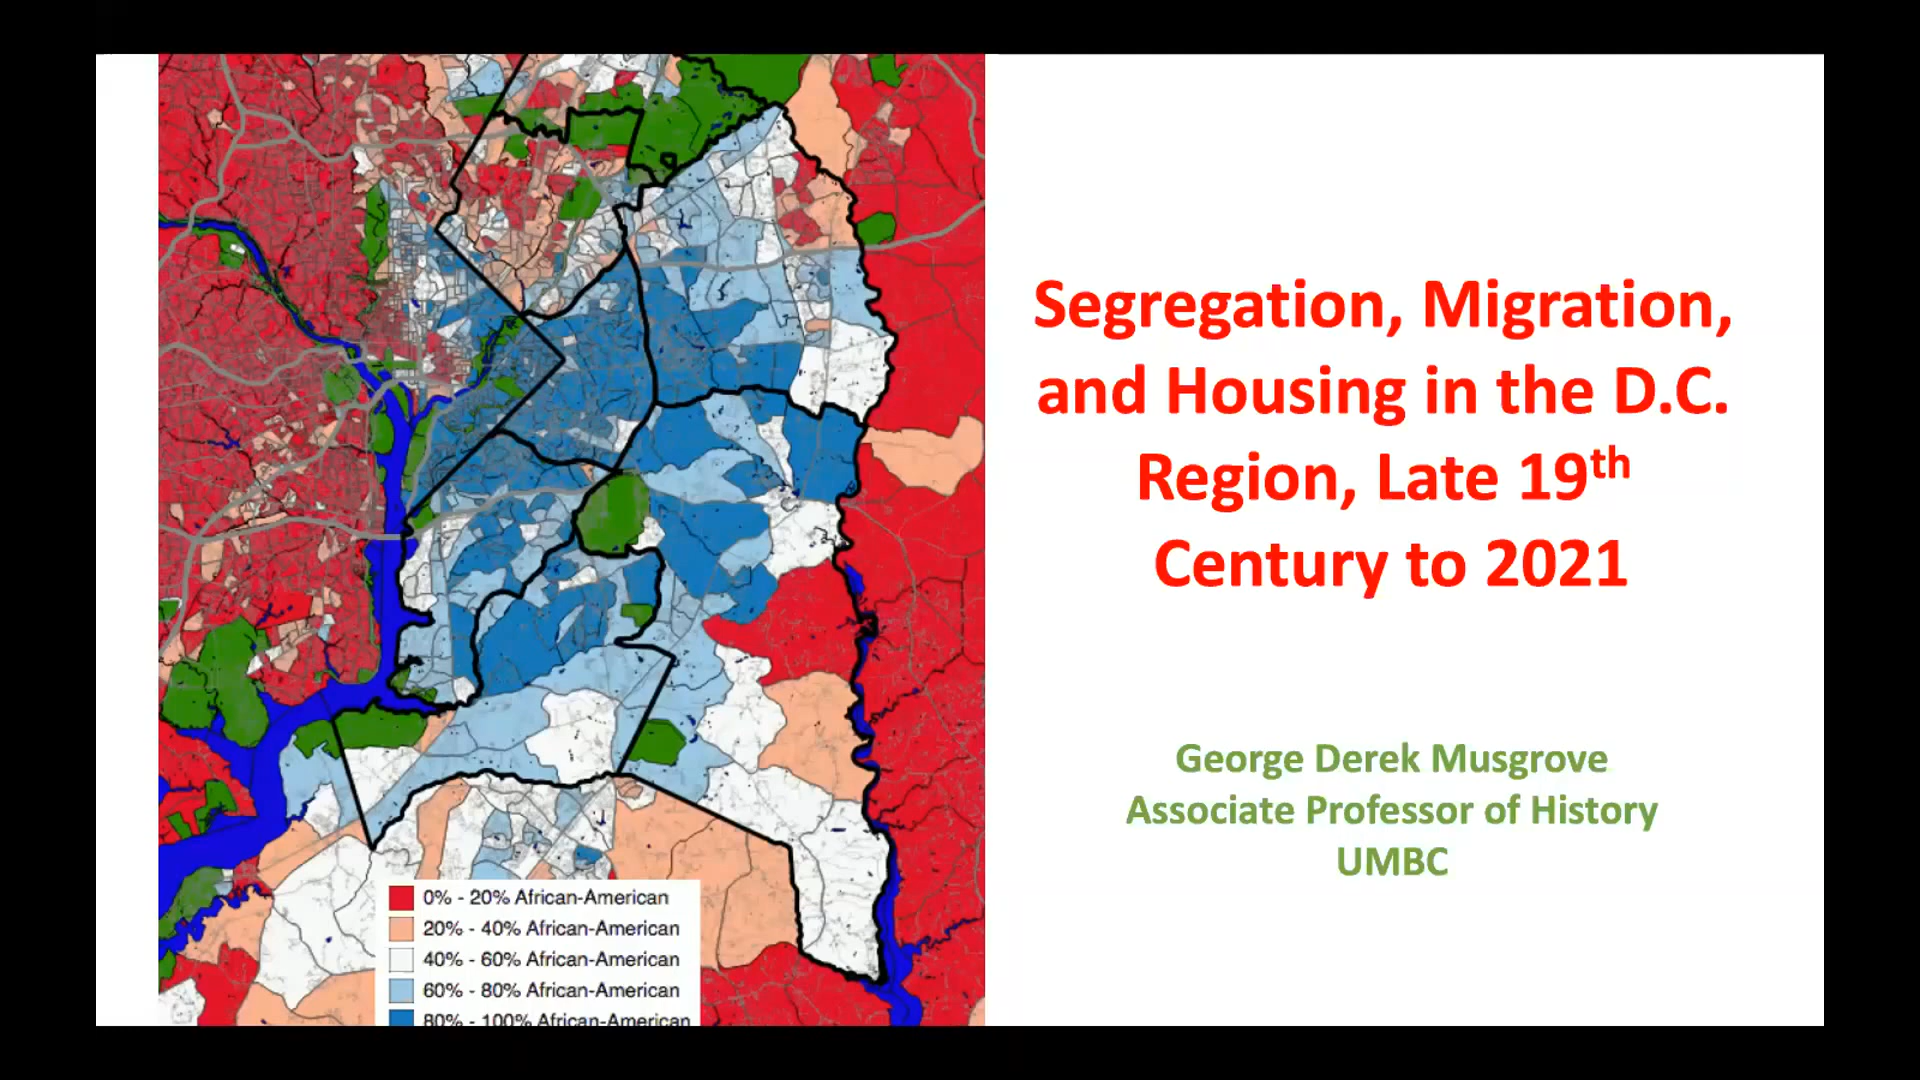 Segregation, Migration,
and Housing in the D.C.
Region, Late 19th
Century to 2021
George Derek Musgrove
Associate Professor of History
UMBC
0% - 20% African-American
20% - 40% African-American
40% - 60% African-American
60% - 80% African-American
80% - 100% African-American